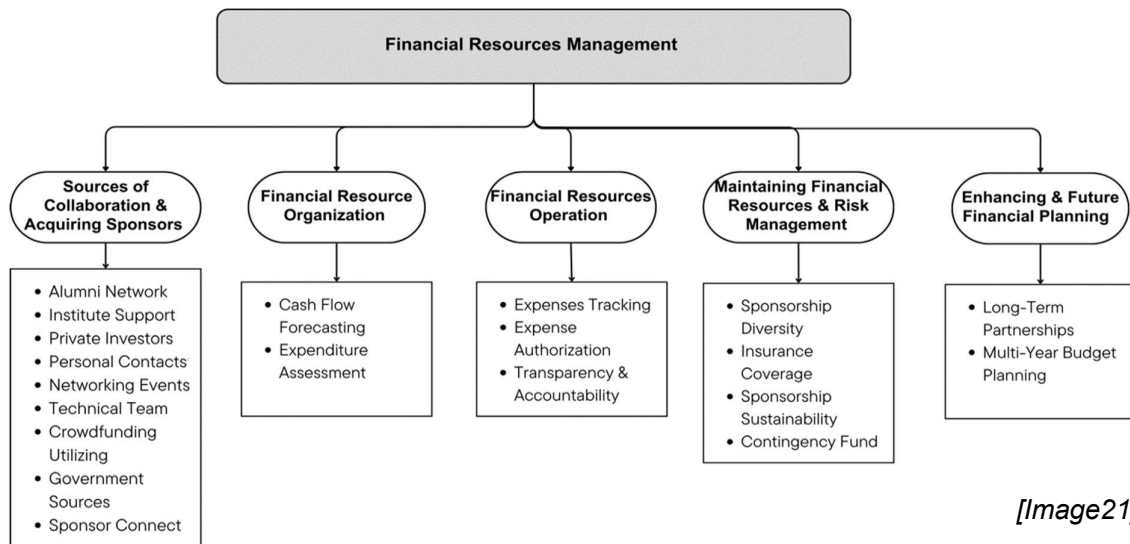 Financial Resources Management
Sources of
Collaboration &
Acquiring Sponsors
Financial Resource
Organization
Financial Resources
Operation
Maintaining Financial
Resources & Risk
Management
Enhancing & Future
Financial Planning
• Alumni Network
• Institute Support
• Private Investors
• Personal Contacts
• Networking Events
• Technical Team
• Crowdfunding
Utilizing
• Government
Sources
• Sponsor Connect
• Cash Flow
Forecasting
• Expenditure
Assessment
• Expenses Tracking
• Expense
Authorization
• Transparency &
Accountability
• Sponsorship
Diversity
• Insurance
Coverage
• Sponsorship
Sustainability
• Contingency Fund
• Long-Term
Partnerships
• Multi-Year Budget
Planning
[Image21]